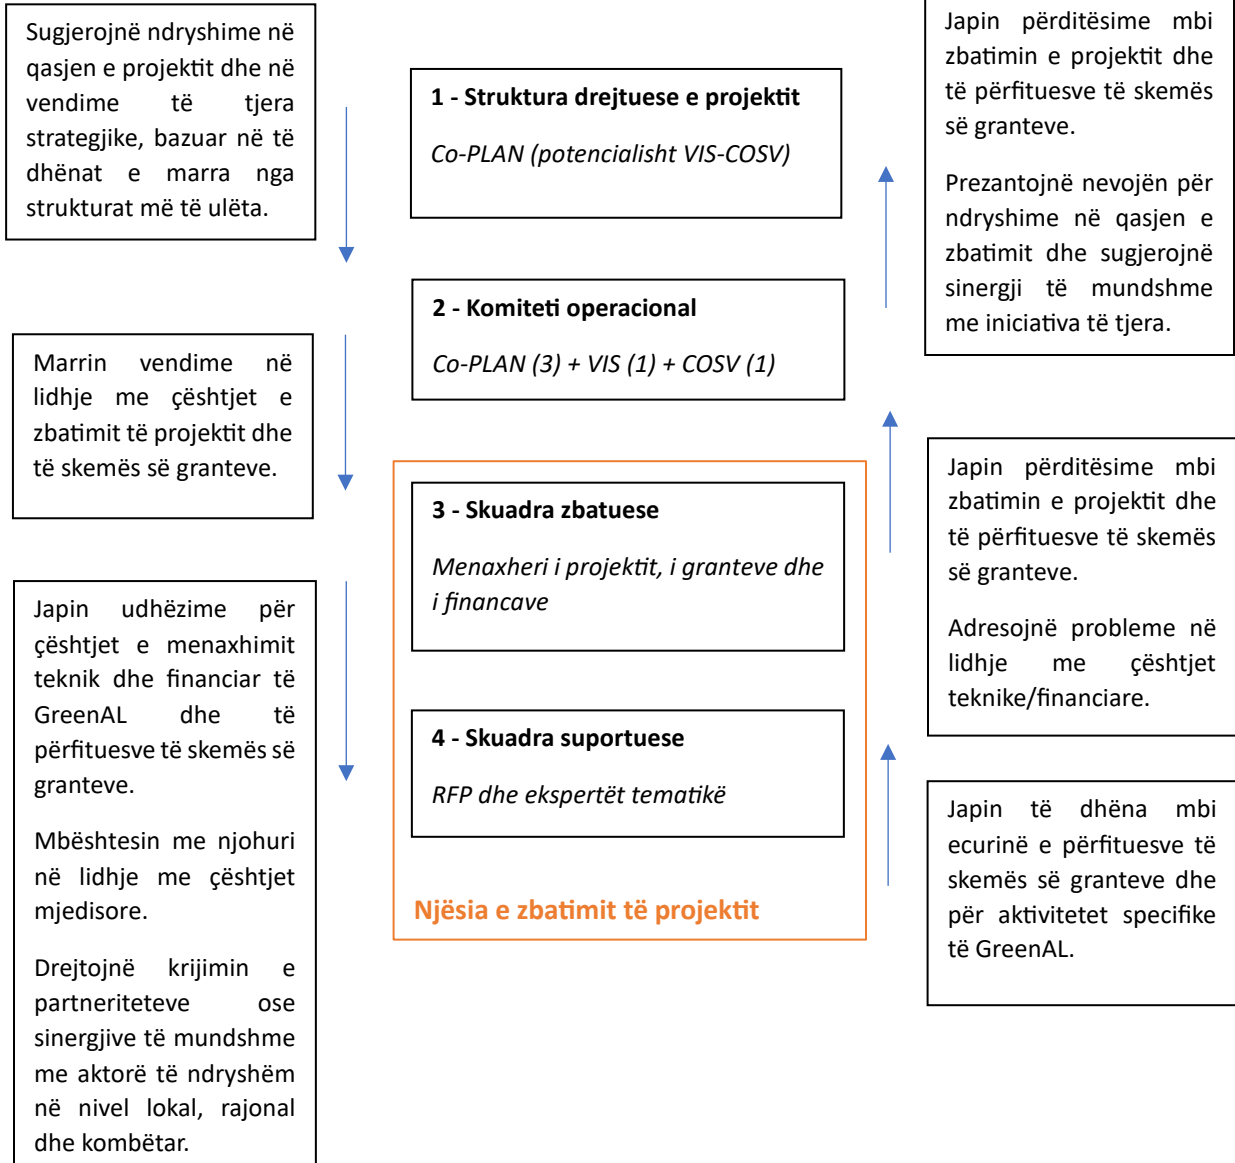 Sugjerojnë ndryshime në
qasjen e projektit dhe në
vendime të tjera
strategjike, bazuar në të
dhënat e marra nga
strukturat më të ulëta.
Marrin vendime në
lidhje me çështjet e
zbatimit të projektit dhe
të skemës së granteve.
Japin udhëzime për
çështjet e menaxhimit
teknik dhe financiar të
GreenAL dhe të
përfituesve të skemës së
granteve.
Mbështesin me njohuri
në lidhje me çështjet
mjedisore.
Drejtojnë krijimin e
partneriteteve ose
sinergjive të mundshme
me aktorë të ndryshëm
në nivel lokal, rajonal
dhe kombëtar.
1 - Struktura drejtuese e projektit
Co-PLAN (potencialisht VIS-COSV)
2 - Komiteti operacional
Co-PLAN (3) + VIS (1) + COSV (1)
3 - Skuadra zbatuese
Menaxheri i projektit, i granteve dhe
i financave
4 - Skuadra suportuese
RFP dhe ekspertët tematikë
Njësia e zbatimit të projektit
Japin përditësime mbi
zbatimin e projektit dhe
të përfituesve të skemës
së granteve.
Prezantojnë nevojën për
ndryshime në qasjen e
zbatimit dhe sugjerojnë
sinergji të mundshme
me iniciativa të tjera.
Japin përditësime mbi
zbatimin e projektit dhe
të përfituesve të skemës
së granteve.
Adresojnë probleme në
lidhje me çështjet
teknike/financiare.
Japin të dhëna mbi
ecurinë e përfituesve të
skemës së granteve dhe
për aktivitetet specifike
të GreenAL.